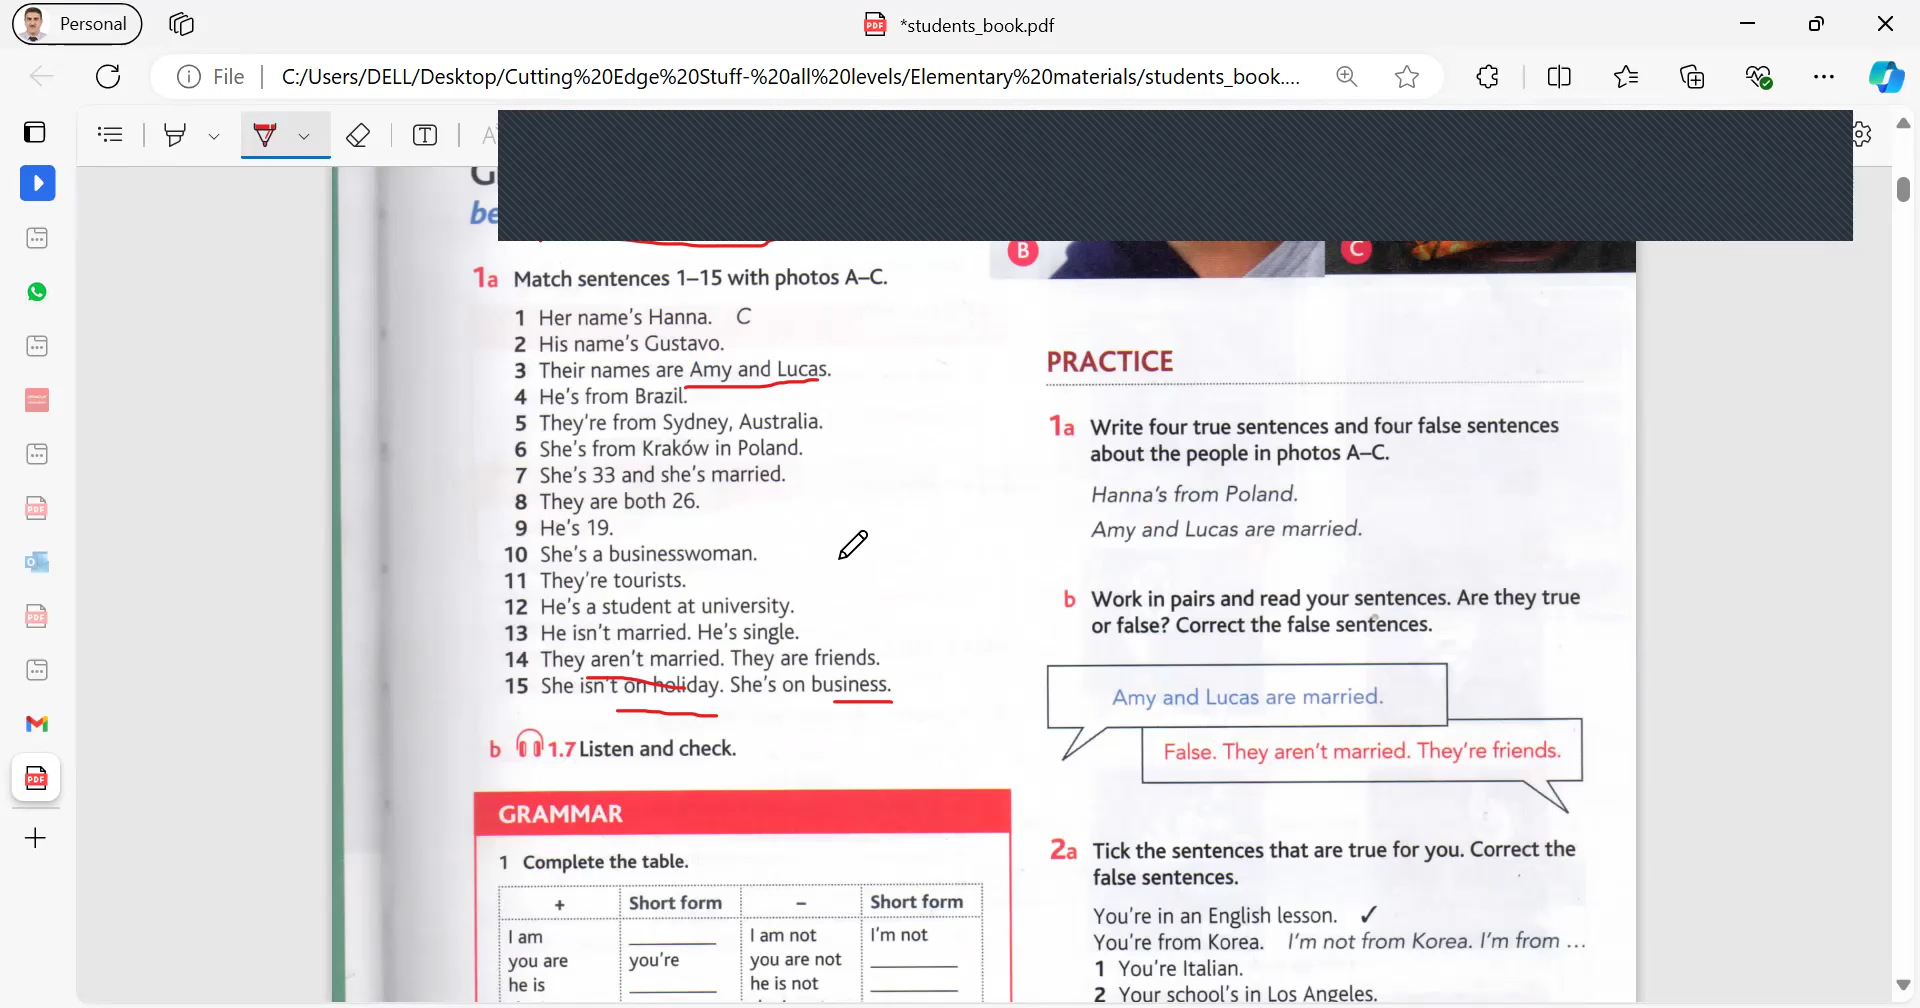 Personal
*students_book.pdf
File
C:/Users/DELL/Desktop/Cutting%20Edge%20Stuff-%20all%20levels/Elementary%20materials/students_book....
be
B
C
1a Match sentences 1–15 with photos A–C.
1 Her name's Hanna. C
2 His name's Gustavo.
3 Their names are Amy and Lucas.
4 He's from Brazil.
5 They're from Sydney, Australia.
6 She's from Kraków in Poland.
7 She's 33 and she's married.
8 They are both 26.
9 He's 19.
10 She's a businesswoman.
11 They're tourists.
12 He's a student at university.
13 He isn't married. He's single.
14 They aren't married. They are friends.
15 She isn't on holiday. She's on business.
b 1.7 Listen and check.
GRAMMAR
1 Complete the table.
+ Short form – Short form
I am ________ I am not I'm not
you are you're you are not ________
he is ________ he is not ________
PRACTICE
1a Write four true sentences and four false sentences
about the people in photos A–C.
Hanna's from Poland.
Amy and Lucas are married.
b Work in pairs and read your sentences. Are they true
or false? Correct the false sentences.
Amy and Lucas are married.
False. They aren't married. They're friends.
2a Tick the sentences that are true for you. Correct the
false sentences.
You're in an English lesson. ✓
You're from Korea. I'm not from Korea. I'm from ...
1 You're Italian.
2 Your school's in Los Angeles.